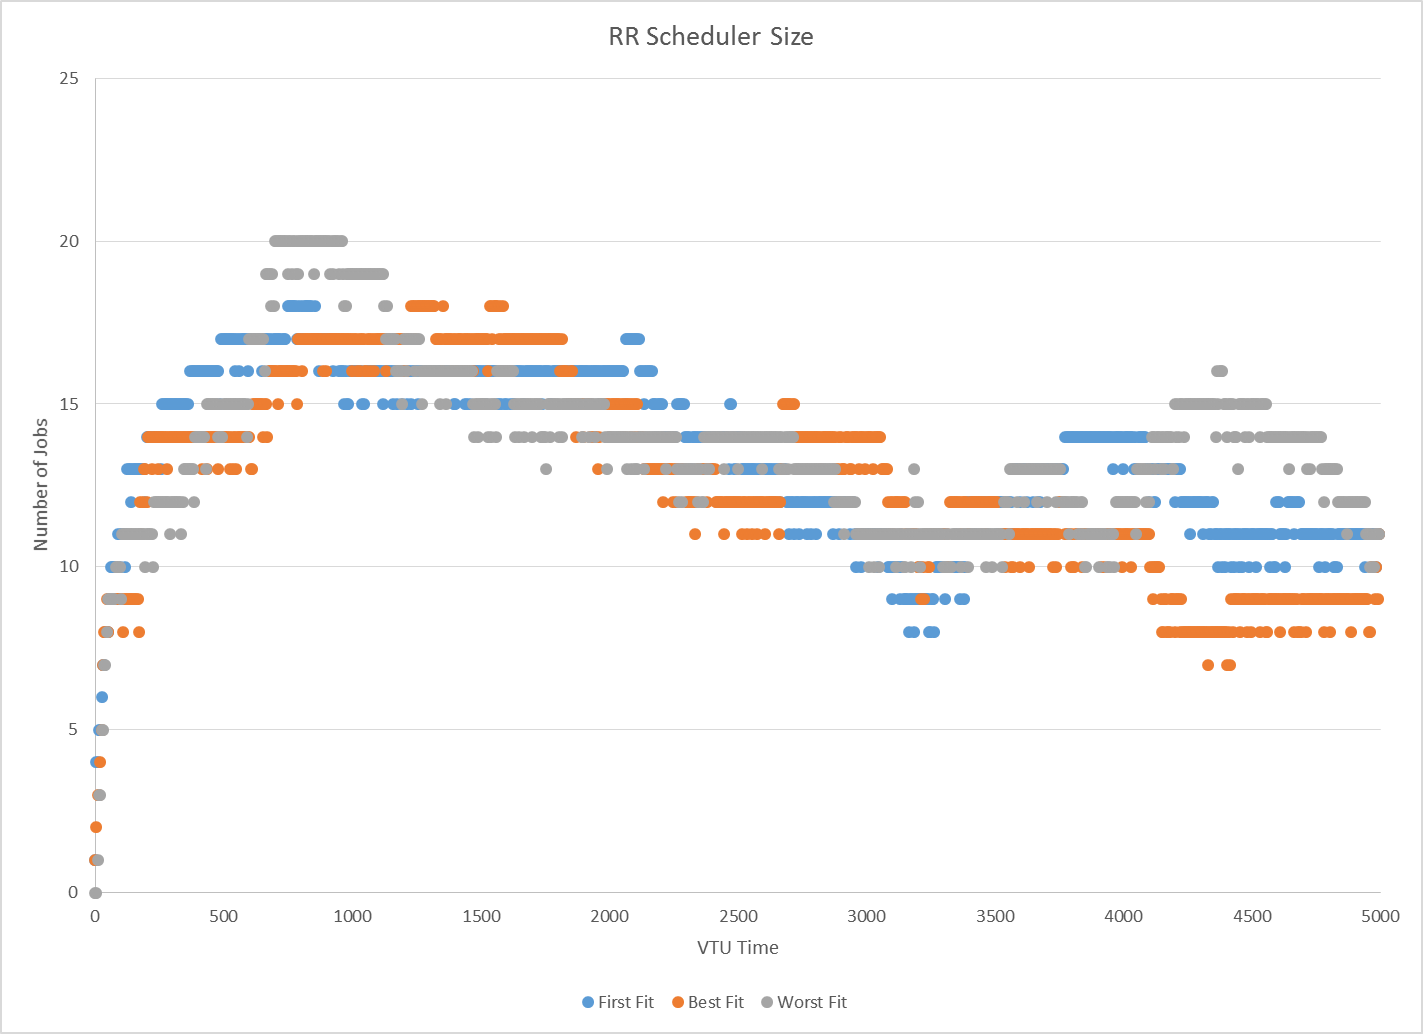 RR Scheduler Size
25
20
15
10
5
0
Number of Jobs
0 500 1000 1500 2000 2500 3000 3500 4000 4500 5000
VTU Time
First Fit Best Fit Worst Fit